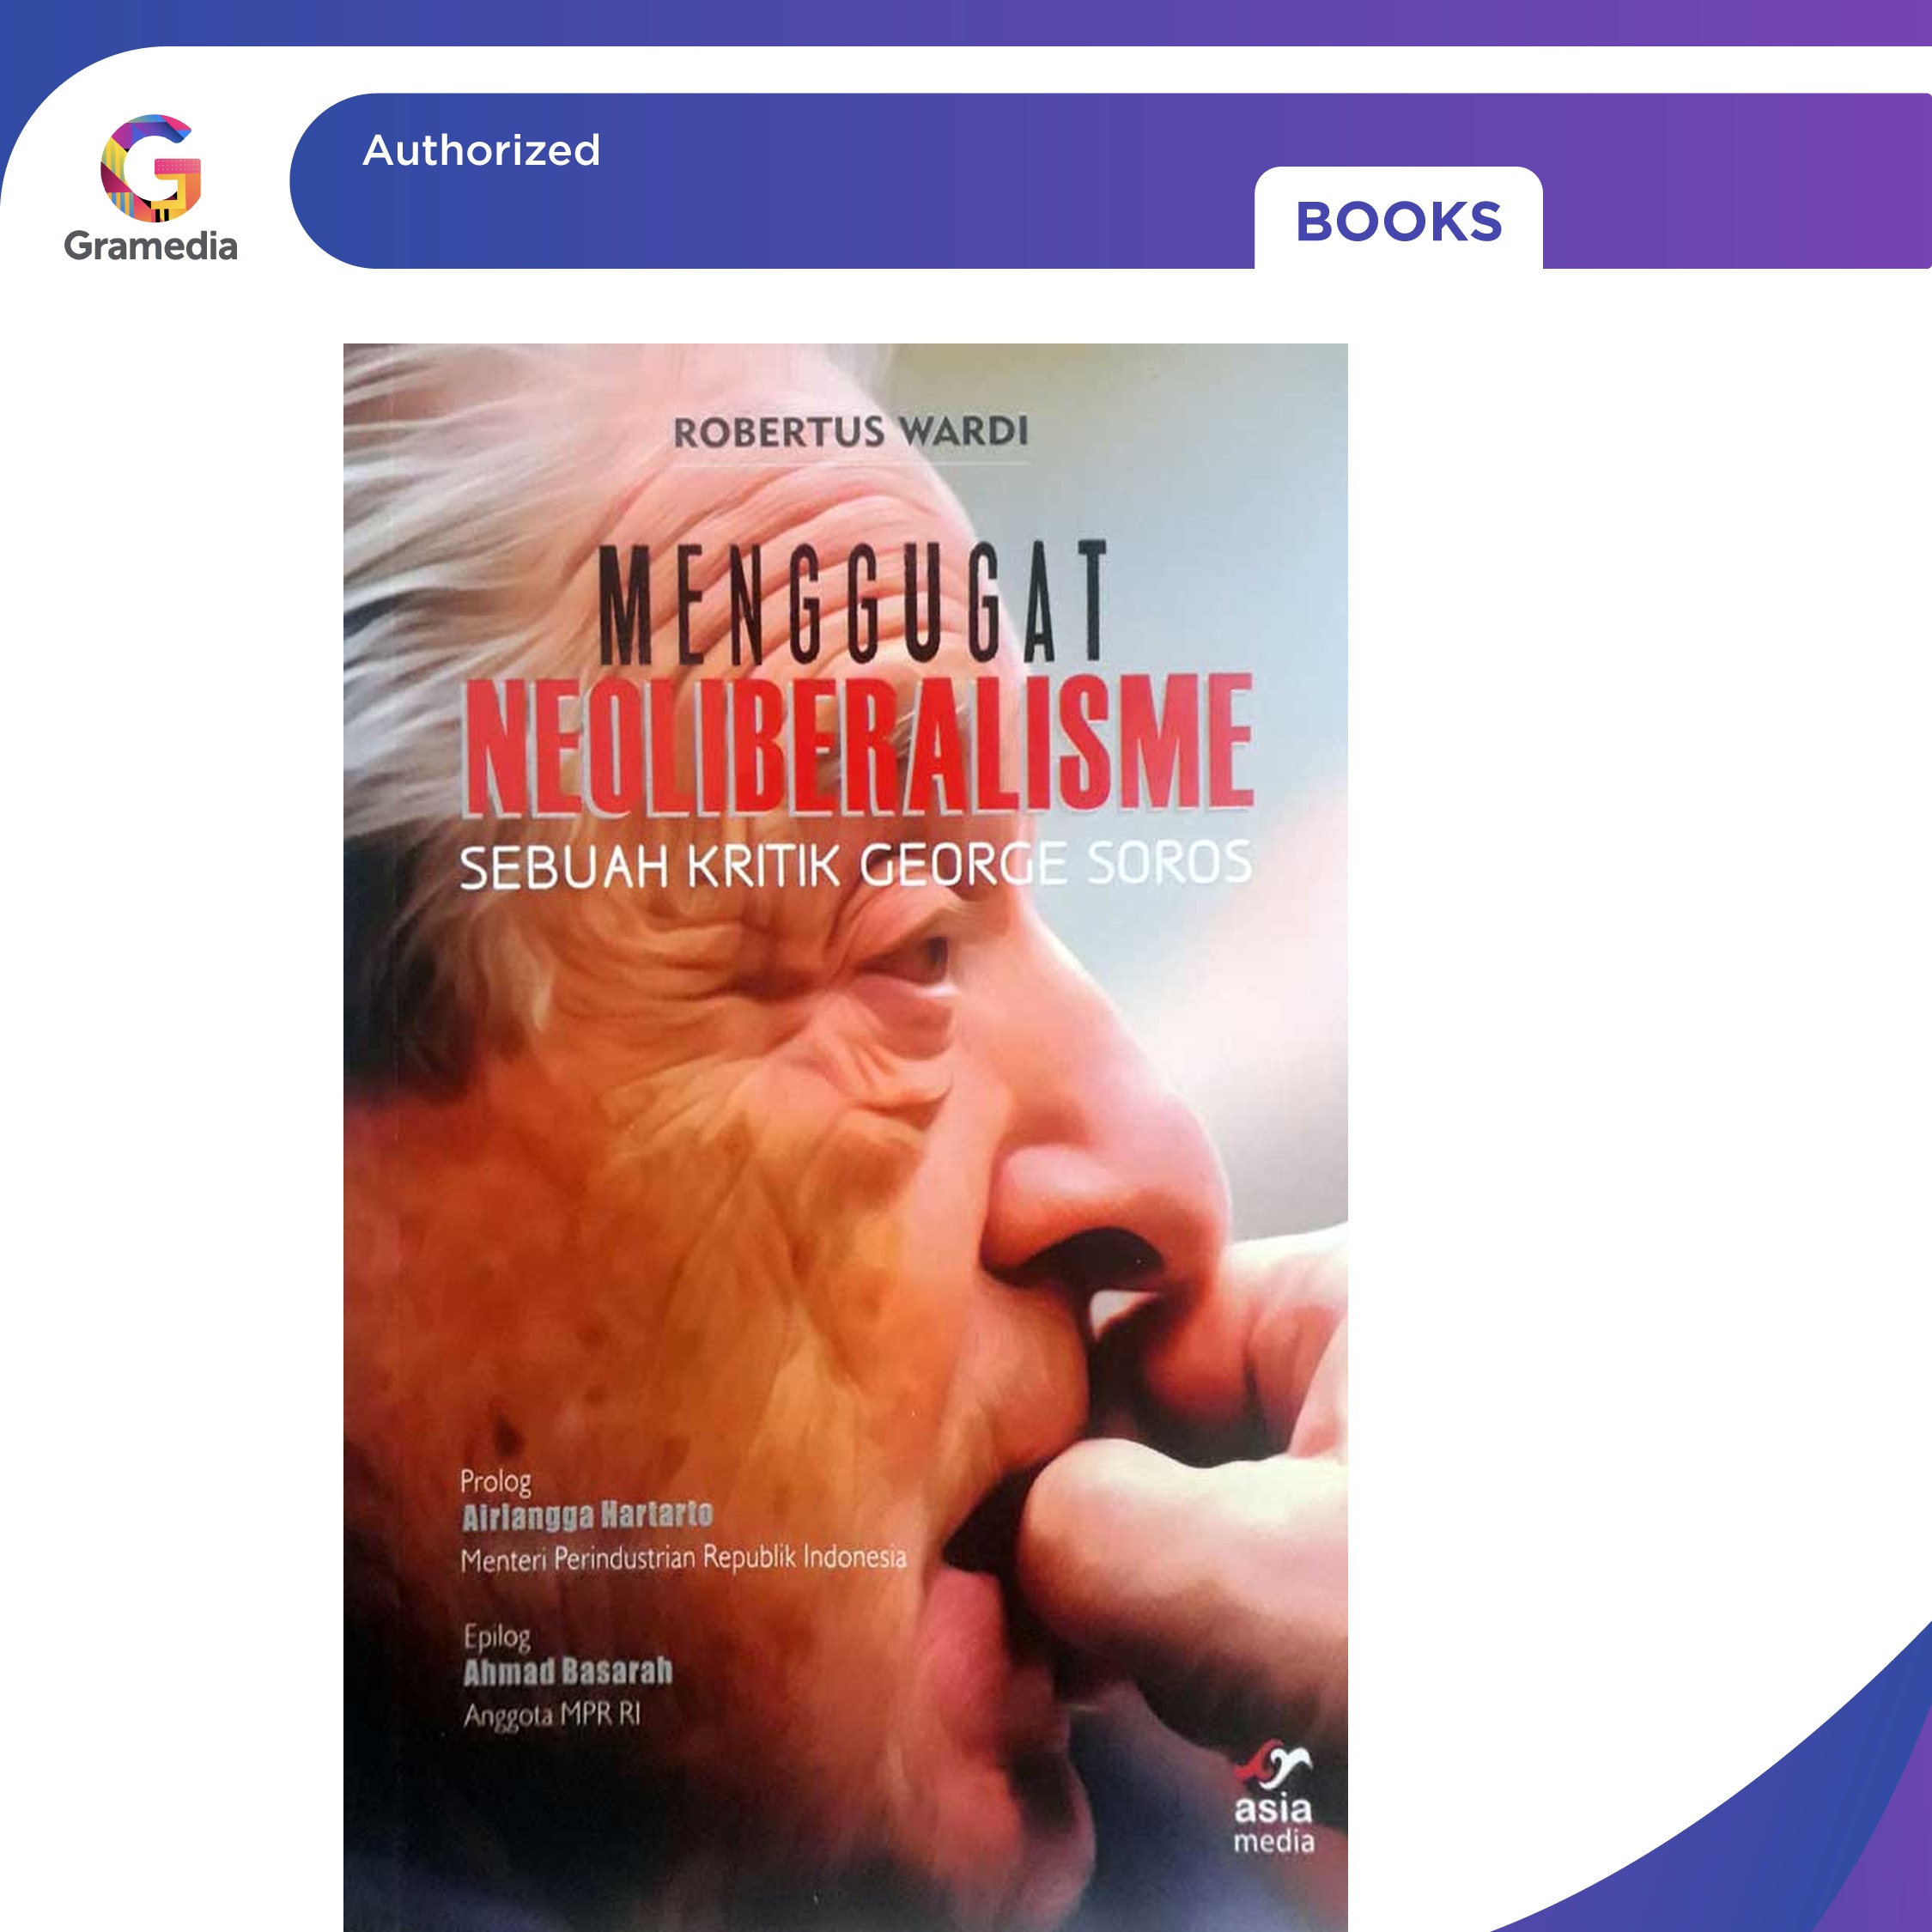 Gramedia
Authorized
BOOKS
ROBERTUS WARDI
MENGGUGAT
NEOLIBERALISME
SEBUAH KRITIK GEORGE SOROS
Prolog
Airlangga Hartarto
Menteri Perindustrian Republik Indonesia
Epilog
Ahmad Basarah
Anggota MPR RI
asia
media